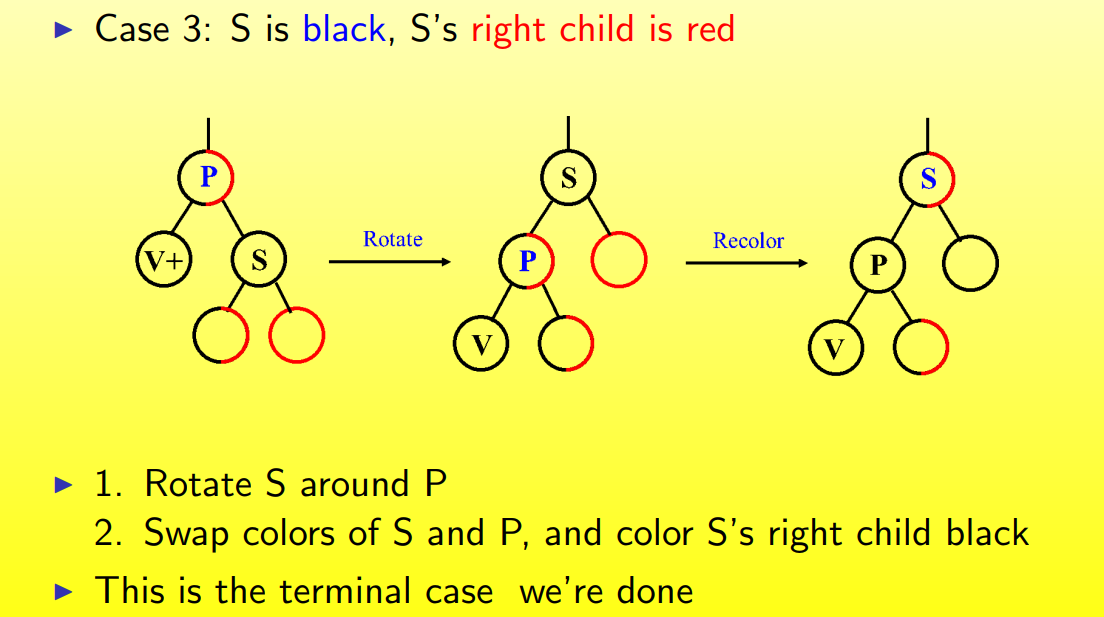 ▶ Case 3: S is black, S's right child is red
P S S
V+ S Rotate P Recolor P
V V
▶ 1. Rotate S around P
2. Swap colors of S and P, and color S's right child black
▶ This is the terminal case we're done